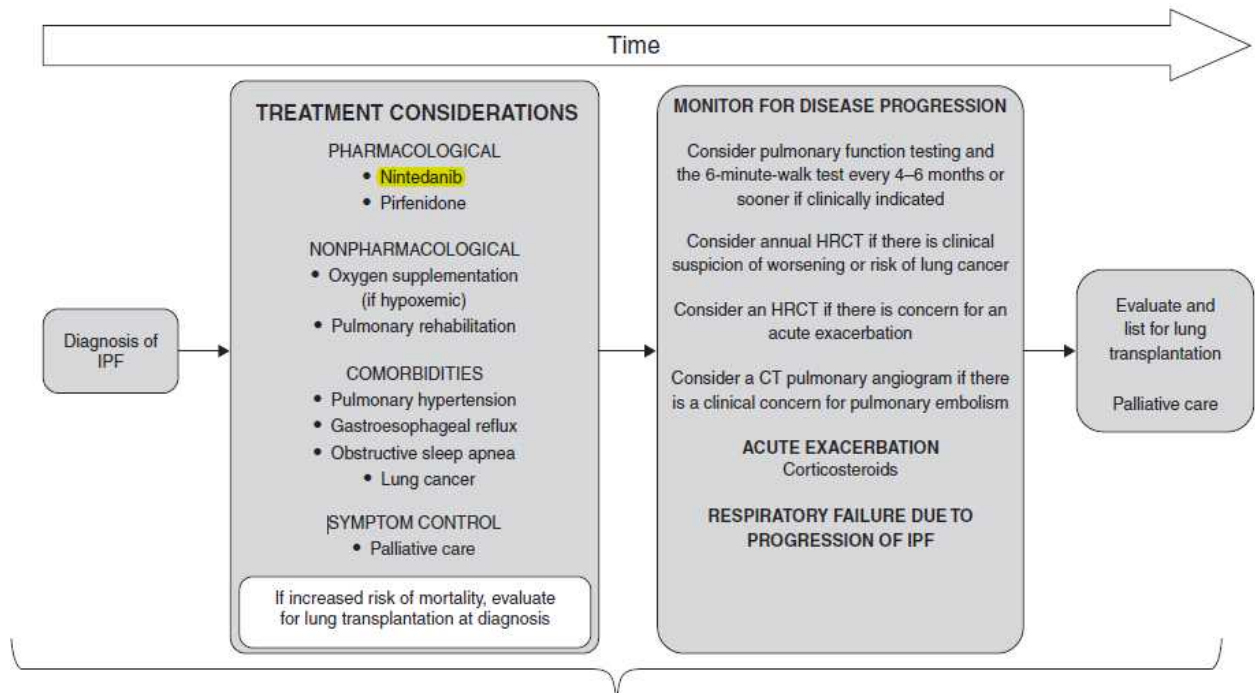 Time
TREATMENT CONSIDERATIONS
PHARMACOLOGICAL
• Nintedanib
• Pirfenidone
NONPHARMACOLOGICAL
• Oxygen supplementation
(if hypoxemic)
• Pulmonary rehabilitation
COMORBIDITIES
• Pulmonary hypertension
• Gastroesophageal reflux
• Obstructive sleep apnea
• Lung cancer
SYMPTOM CONTROL
• Palliative care
If increased risk of mortality, evaluate
for lung transplantation at diagnosis
MONITOR FOR DISEASE PROGRESSION
Consider pulmonary function testing and
the 6-minute-walk test every 4–6 months or
sooner if clinically indicated
Consider annual HRCT if there is clinical
suspicion of worsening or risk of lung cancer
Consider an HRCT if there is concern for an
acute exacerbation
Consider a CT pulmonary angiogram if there
is a clinical concern for pulmonary embolism
ACUTE EXACERBATION
Corticosteroids
RESPIRATORY FAILURE DUE TO
PROGRESSION OF IPF
Diagnosis of
IPF
Evaluate and
list for lung
transplantation
Palliative care